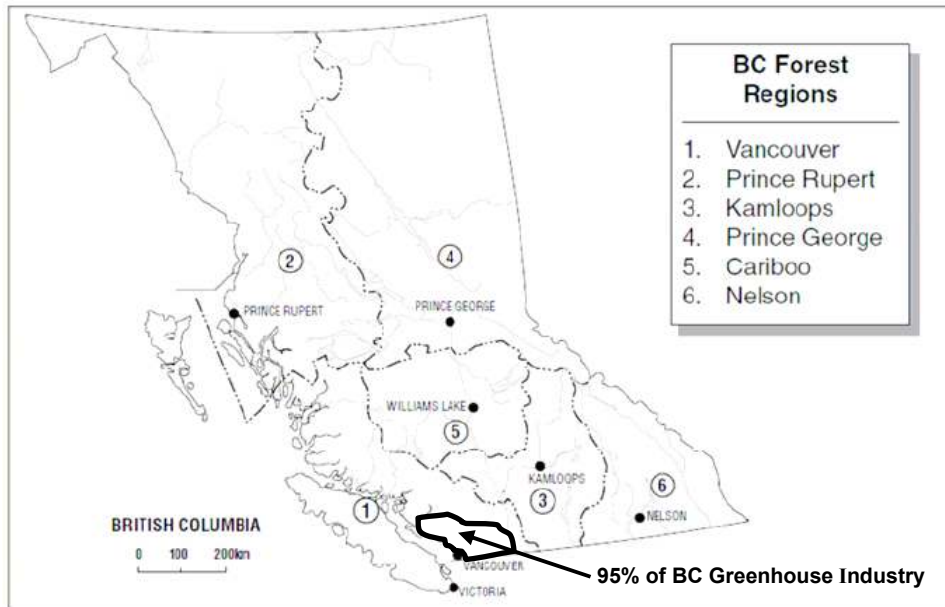 BC Forest
Regions
1. Vancouver
2. Prince Rupert
3. Kamloops
4. Prince George
5. Cariboo
6. Nelson
2
4
PRINCE RUPERT
PRINCE GEORGE
WILLIAMS LAKE
5
KAMLOOPS
3
6
NELSON
1
BRITISH COLUMBIA
0 100 200km
VANCOUVER
VICTORIA
95% of BC Greenhouse Industry